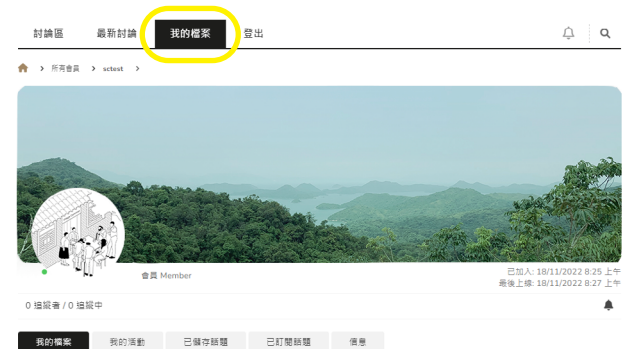 討論區 最新討論 我的檔案 登出
所有會員 > sctest >
會員 Member
已加入: 18/11/2022 8:25 上午
最後上線: 18/11/2022 8:27 上午
0 追蹤者 / 0 追蹤中
我的檔案 我的活動 已儲存話題 已訂閱話題 信息